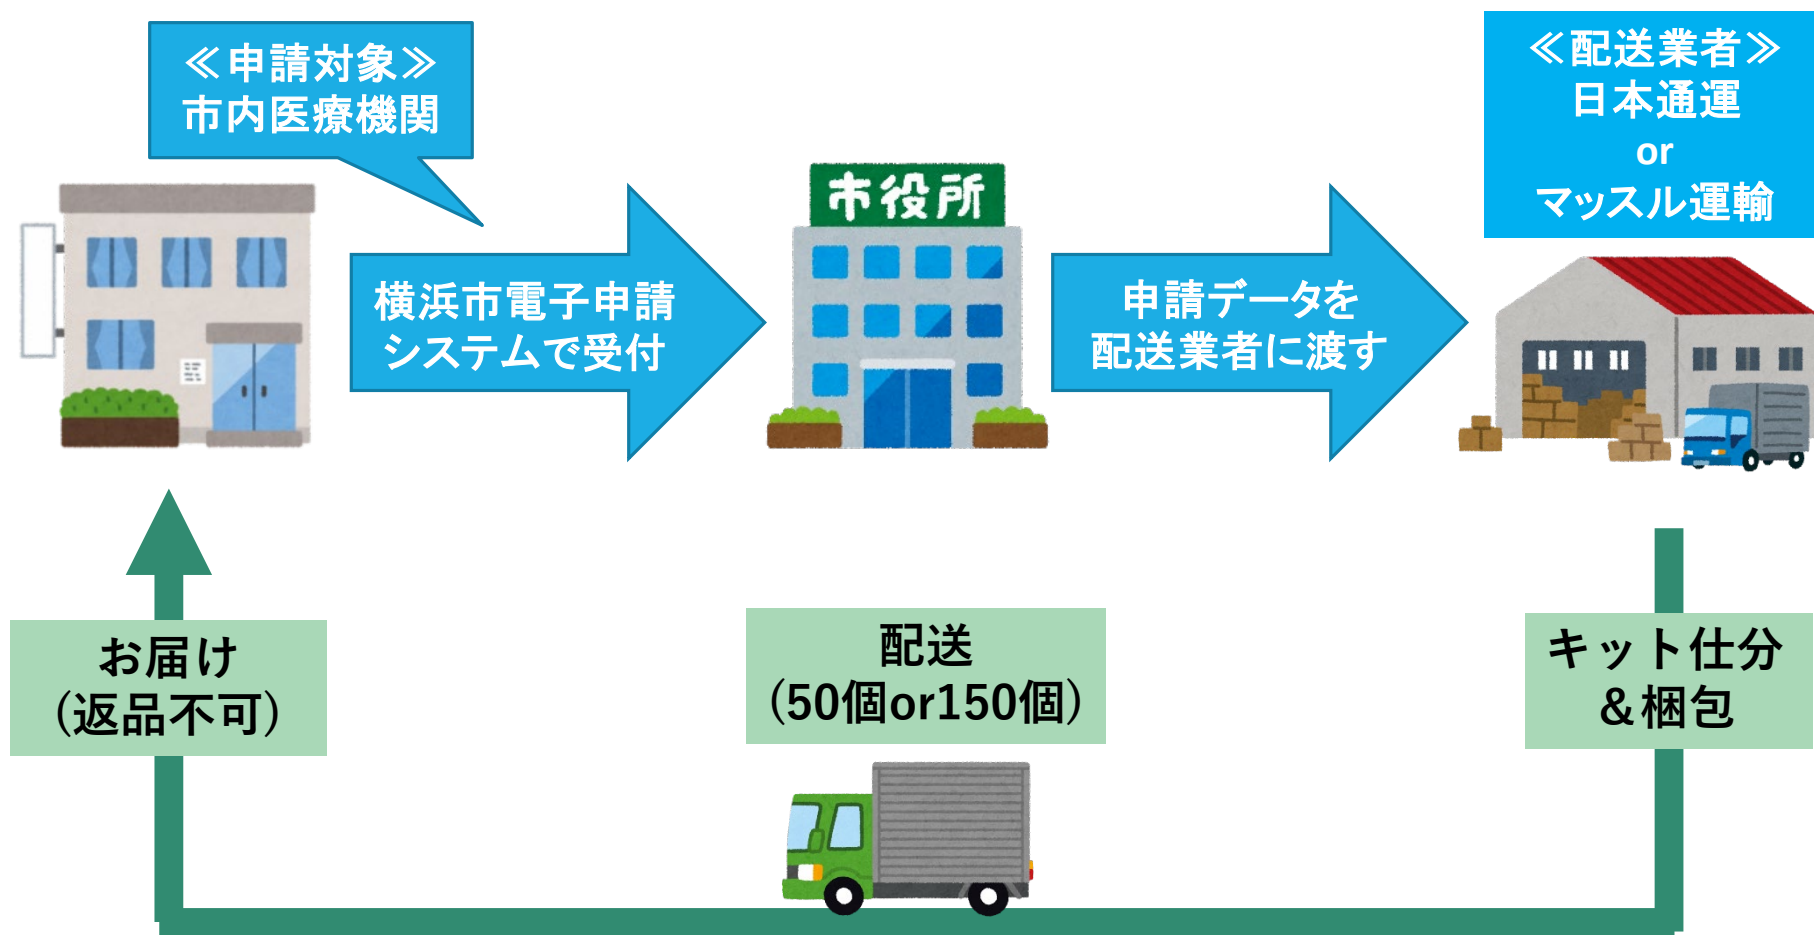 ≪申請対象≫
市内医療機関
≪配送業者≫
日本通運
or
マッスル運輸
市役所
横浜市電子申請
システムで受付
申請データを
配送業者に渡す
お届け
(返品不可)
配送
(50個or150個)
キット仕分
＆梱包